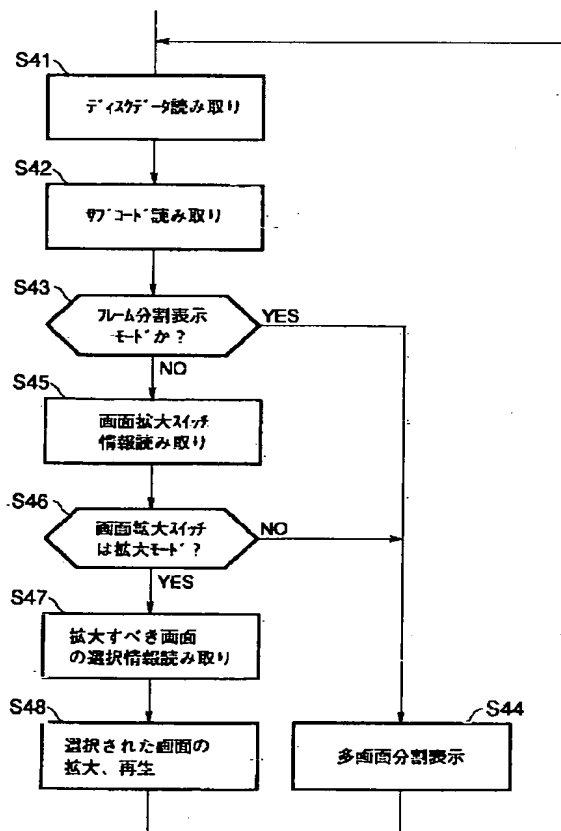 S41
ディスクデータ読み取り
S42
サブコード読み取り
S43
フレーム分割表示
モードか?
YES
NO
S45
画面拡大スイッチ
情報読み取り
S46
画面拡大スイッチ
は拡大モード?
NO
YES
S47
拡大すべき画面
の選択情報読み取り
S48
選択された画面の
拡大、再生
S44
多画面分割表示